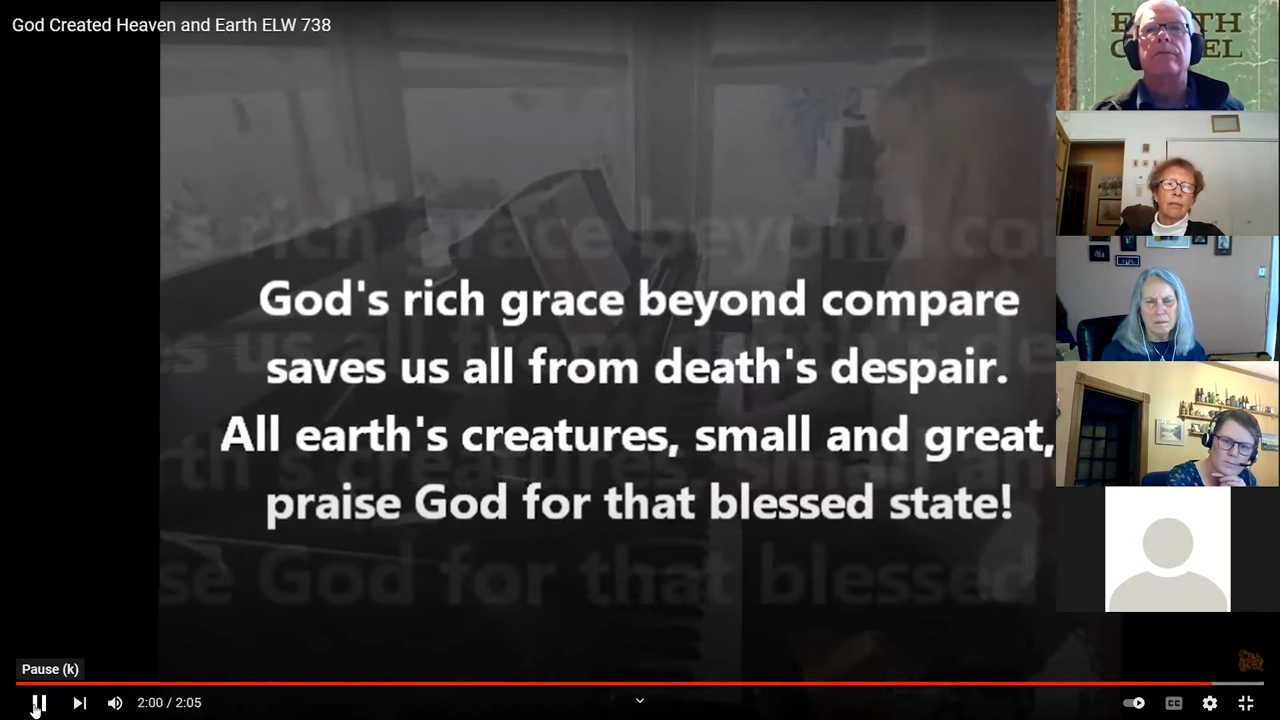 God Created Heaven and Earth ELW 738
God's rich grace beyond compare
saves us all from death's despair.
All earth's creatures, small and great,
praise God for that blessed state!
Pause (k)
2:00 / 2:05
CC